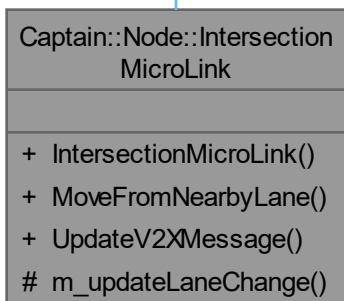 Captain::Node::Intersection
MicroLink
+ IntersectionMicroLink()
+ MoveFromNearbyLane()
+ UpdateV2XMessage()
# m_updateLaneChange()